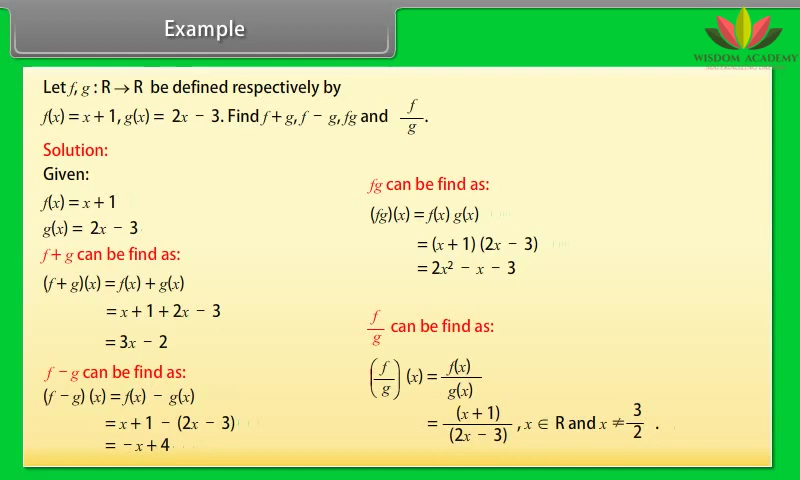 Example
WISDOM ACADEMY
Let f, g : R → R be defined respectively by
f(x) = x + 1, g(x) = 2x − 3. Find f + g, f − g, fg and f/g.
Solution:
Given:
f(x) = x + 1
g(x) = 2x − 3
f + g can be find as:
(f + g)(x) = f(x) + g(x)
= x + 1 + 2x − 3
= 3x − 2
f − g can be find as:
(f − g) (x) = f(x) − g(x)
= x + 1 − (2x − 3)
= − x + 4
fg can be find as:
(fg)(x) = f(x) g(x)
= (x + 1) (2x − 3)
= 2x² − x − 3
f/g can be find as:
(f/g) (x) = f(x)/g(x)
= (x + 1)/(2x − 3) , x ∈ R and x ≠ 3/2 .